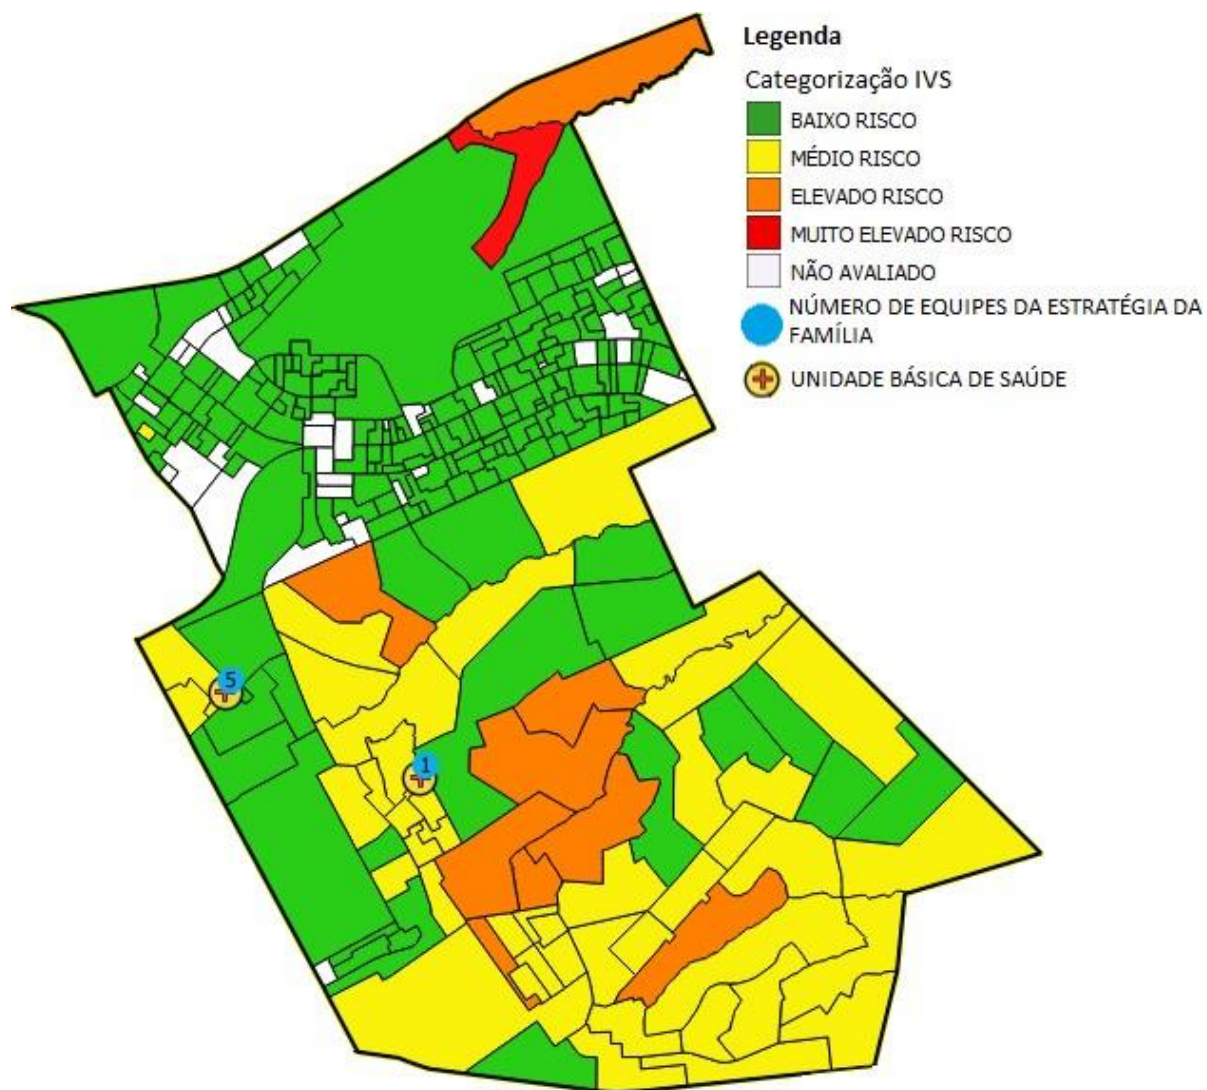 Legenda
Categorização IVS
BAIXO RISCO
MÉDIO RISCO
ELEVADO RISCO
MUITO ELEVADO RISCO
NÃO AVALIADO
NÚMERO DE EQUIPES DA ESTRATÉGIA DA
FAMÍLIA
UNIDADE BÁSICA DE SAÚDE
5
1